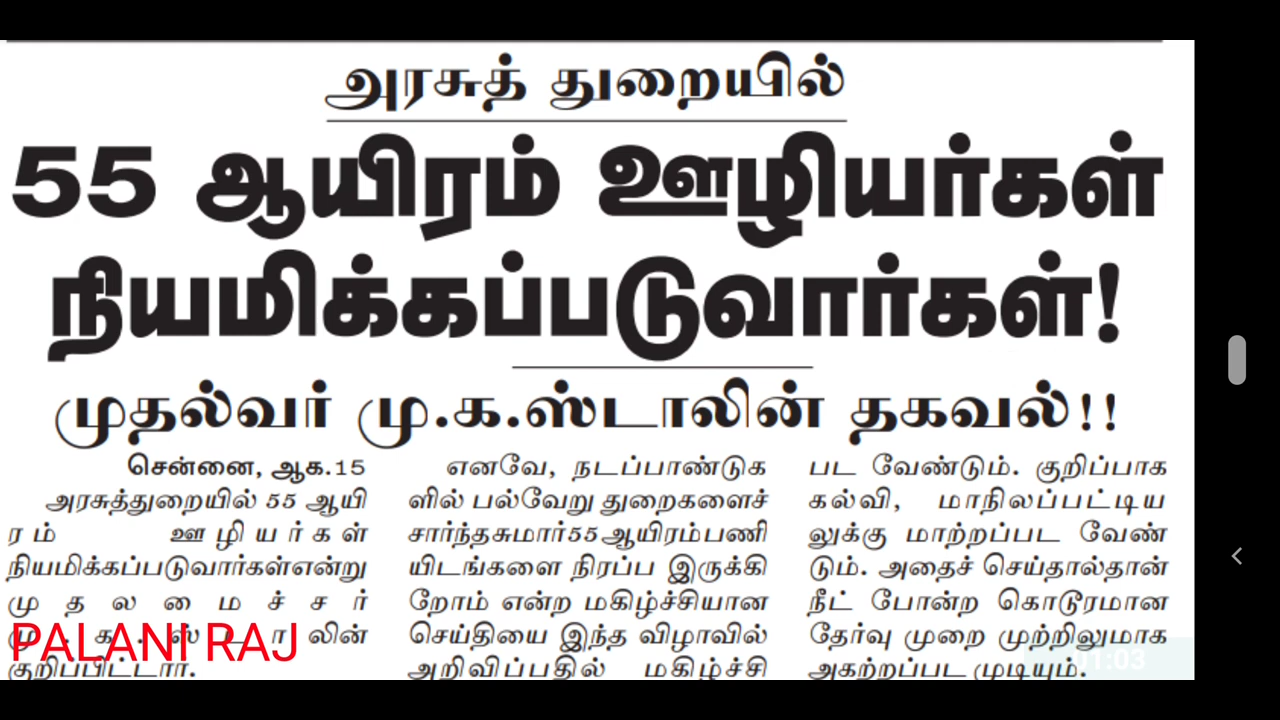 அரசுத் துறையில்
55 ஆயிரம் ஊழியர்கள்
நியமிக்கப்படுவார்கள்!
முதல்வர் மு.க.ஸ்டாலின் தகவல்!!
சென்னை, ஆக.15
அரசுத்துறையில் 55 ஆயி
ரம் ஊழியர்கள்
நியமிக்கப்படுவார்கள்என்று
முதலமைச்சர்
மு.க.ஸ்டாலின்
குறிப்பிட்டார்.
எனவே, நடப்பாண்டுக
ளில் பல்வேறு துறைகளைச்
சார்ந்தசுமார்55ஆயிரம்பணி
யிடங்களை நிரப்ப இருக்கி
றோம் என்ற மகிழ்ச்சியான
செய்தியை இந்த விழாவில்
அறிவிப்பதில் மகிழ்ச்சி
பட வேண்டும். குறிப்பாக
கல்வி, மாநிலப்பட்டிய
லுக்கு மாற்றப்பட வேண்
டும். அதைச் செய்தால்தான்
நீட் போன்ற கொடூரமான
தேர்வு முறை முற்றிலுமாக
அகற்றப்பட முடியும்.
PALANI RAJ
01:03